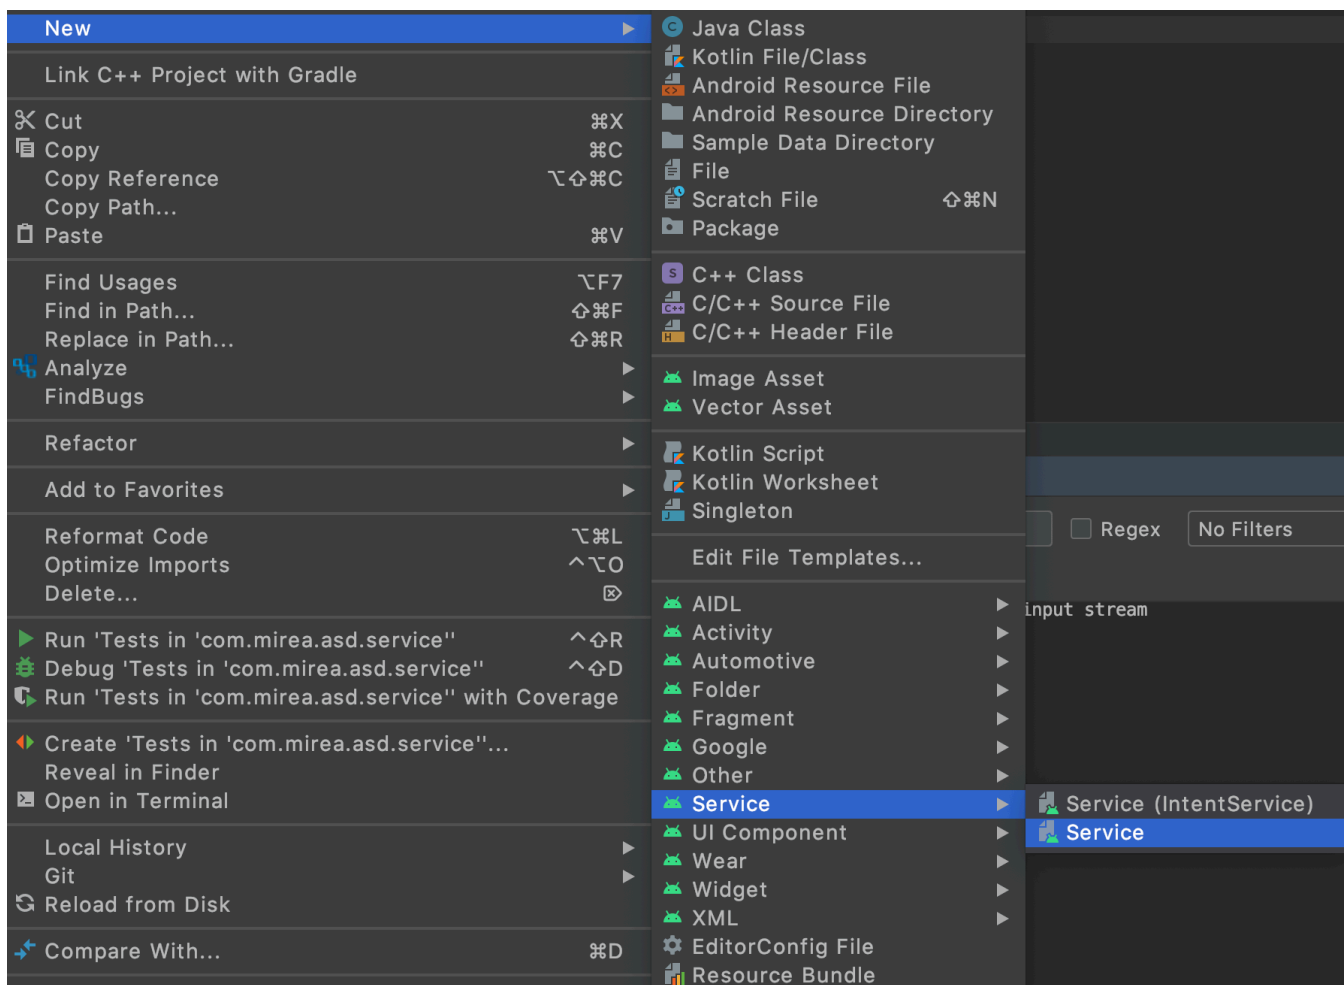 New
Link C++ Project with Gradle
Cut ⌘X
Copy ⌘C
Copy Reference ⌥⇧⌘C
Copy Path...
Paste ⌘V
Find Usages ⌥F7
Find in Path... ⇧⌘F
Replace in Path... ⇧⌘R
Analyze
FindBugs
Refactor
Add to Favorites
Reformat Code ⌥⌘L
Optimize Imports ^⌥O
Delete... ⌦
Run 'Tests in 'com.mirea.asd.service'' ^⇧R
Debug 'Tests in 'com.mirea.asd.service'' ^⇧D
Run 'Tests in 'com.mirea.asd.service'' with Coverage
Create 'Tests in 'com.mirea.asd.service''...
Reveal in Finder
Open in Terminal
Local History
Git
Reload from Disk
Compare With... ⌘D
Java Class
Kotlin File/Class
Android Resource File
Android Resource Directory
Sample Data Directory
File
Scratch File ⇧⌘N
Package
C++ Class
C/C++ Source File
C/C++ Header File
Image Asset
Vector Asset
Kotlin Script
Kotlin Worksheet
Singleton
Edit File Templates...
AIDL
Activity
Automotive
Folder
Fragment
Google
Other
Service
UI Component
Wear
Widget
XML
EditorConfig File
Resource Bundle
Regex No Filters
input stream
Service (IntentService)
Service